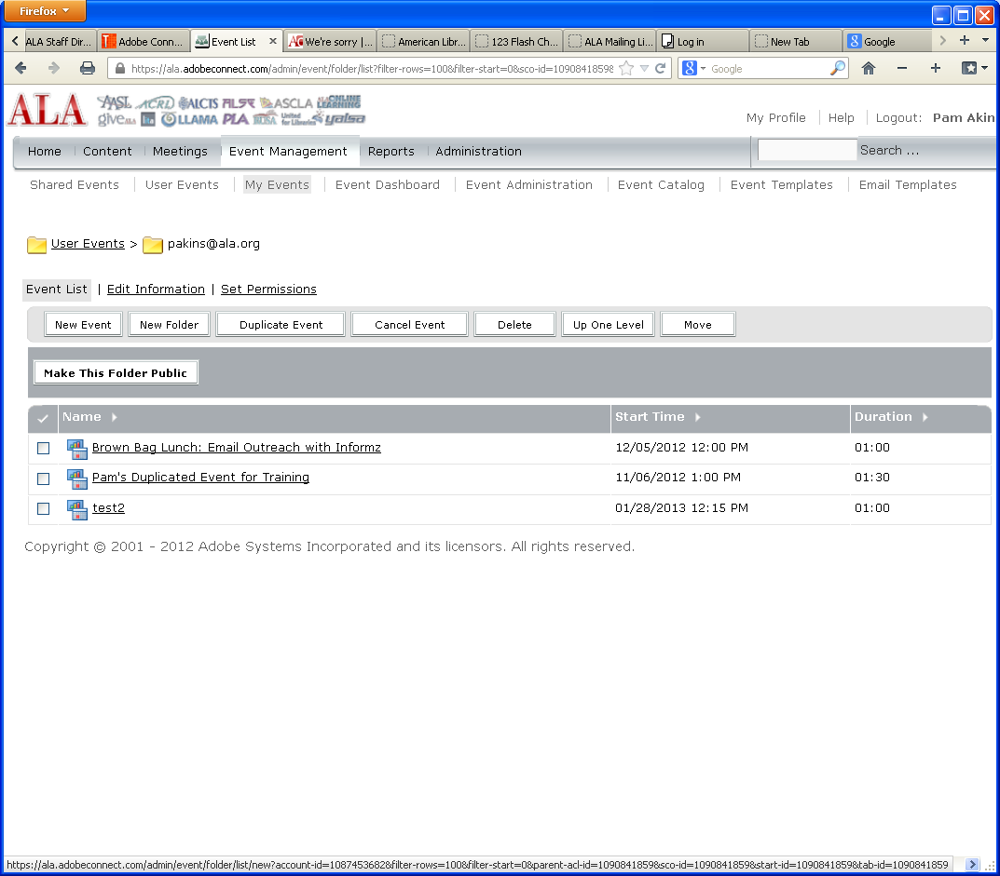 Firefox
ALA Staff Dir...
Adobe Conn...
Event List
We're sorry |...
American Libr...
123 Flash Ch...
ALA Mailing Li...
Log in
New Tab
Google
https://ala.adobeconnect.com/admin/event/folder/list?filter-rows=100&filter-start=0&sco-id=1090841859&
Google
ALA AASL ACRL ALCTS ASCLA ONLINE LEARNING
giveALA LLAMA PLA United for Libraries yalsa
My Profile Help Logout: Pam Akin
Home Content Meetings Event Management Reports Administration Search ...
Shared Events User Events My Events Event Dashboard Event Administration Event Catalog Event Templates Email Templates
User Events > pakins@ala.org
Event List | Edit Information | Set Permissions
New Event New Folder Duplicate Event Cancel Event Delete Up One Level Move
Make This Folder Public
Name Start Time Duration
Brown Bag Lunch: Email Outreach with Informz 12/05/2012 12:00 PM 01:00
Pam's Duplicated Event for Training 11/06/2012 1:00 PM 01:30
test2 01/28/2013 12:15 PM 01:00
Copyright © 2001 - 2012 Adobe Systems Incorporated and its licensors. All rights reserved.
https://ala.adobeconnect.com/admin/event/folder/list/new?account-id=1087453682&filter-rows=100&filter-start=0&parent-acl-id=1090841859&sco-id=1090841859&start-id=1090841859&tab-id=1090841859